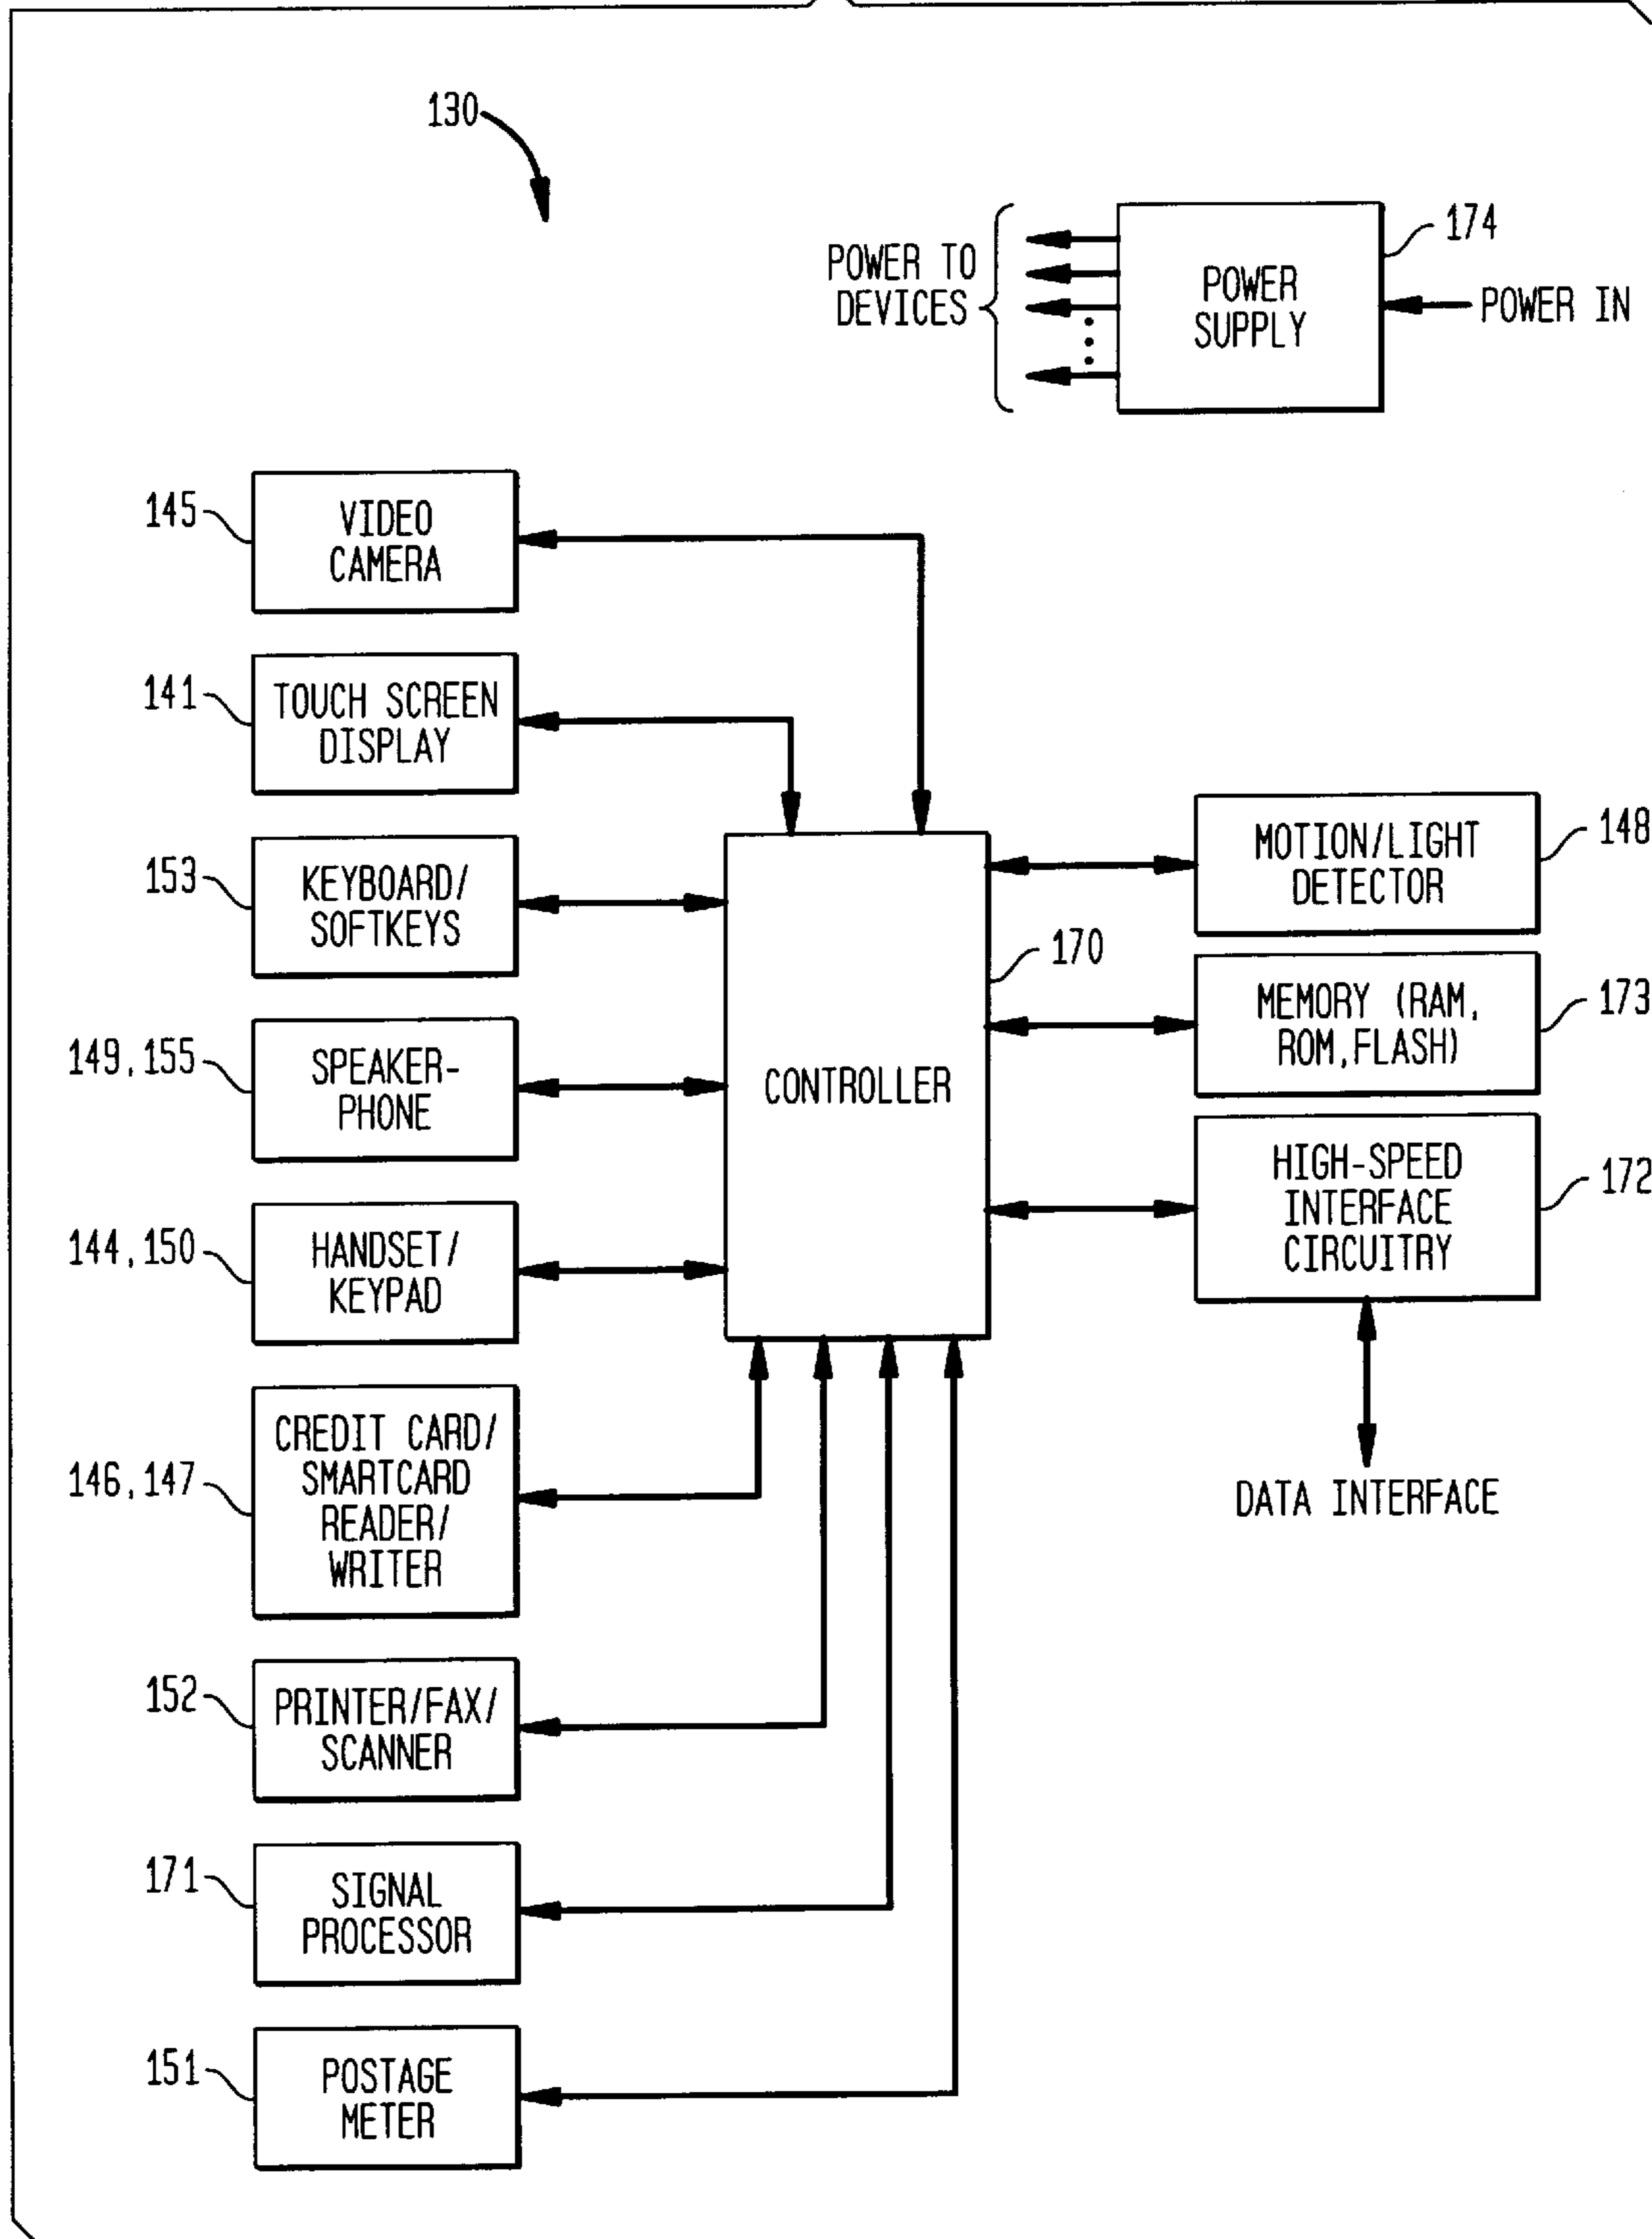 130
174
POWER TO
DEVICES
POWER
SUPPLY
POWER IN
145
VIDEO
CAMERA
141
TOUCH SCREEN
DISPLAY
153
KEYBOARD/
SOFTKEYS
149,155
SPEAKER-
PHONE
144,150
HANDSET/
KEYPAD
146,147
CREDIT CARD/
SMARTCARD
READER/
WRITER
152
PRINTER/FAX/
SCANNER
171
SIGNAL
PROCESSOR
151
POSTAGE
METER
170
CONTROLLER
MOTION/LIGHT
DETECTOR
148
MEMORY (RAM,
ROM,FLASH)
173
HIGH-SPEED
INTERFACE
CIRCUITRY
172
DATA INTERFACE